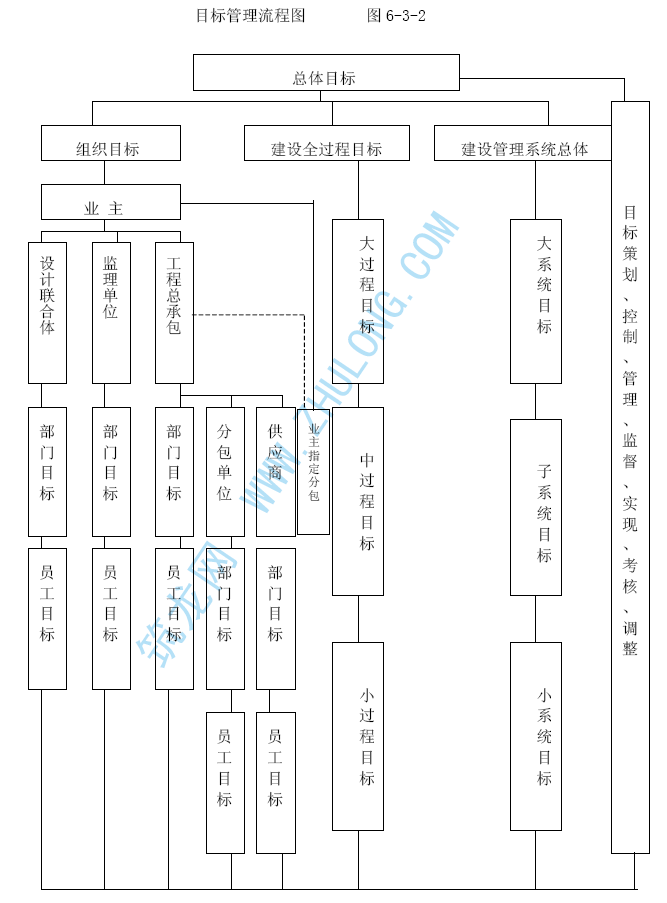 目标管理流程图 图6-3-2
总体目标
组织目标
建设全过程目标
建设管理系统总体
业主
设计联合体
监理单位
工程总承包
大过程目标
大系统目标
目标策划、控制、管理、监督、实现、考核、调整
部门目标
部门目标
部门目标
分包单位
供应商
业主指定分包
中过程目标
子系统目标
员工目标
员工目标
员工目标
部门目标
部门目标
小过程目标
小系统目标
员工目标
员工目标
筑龙网 WWW.ZHULONG.COM